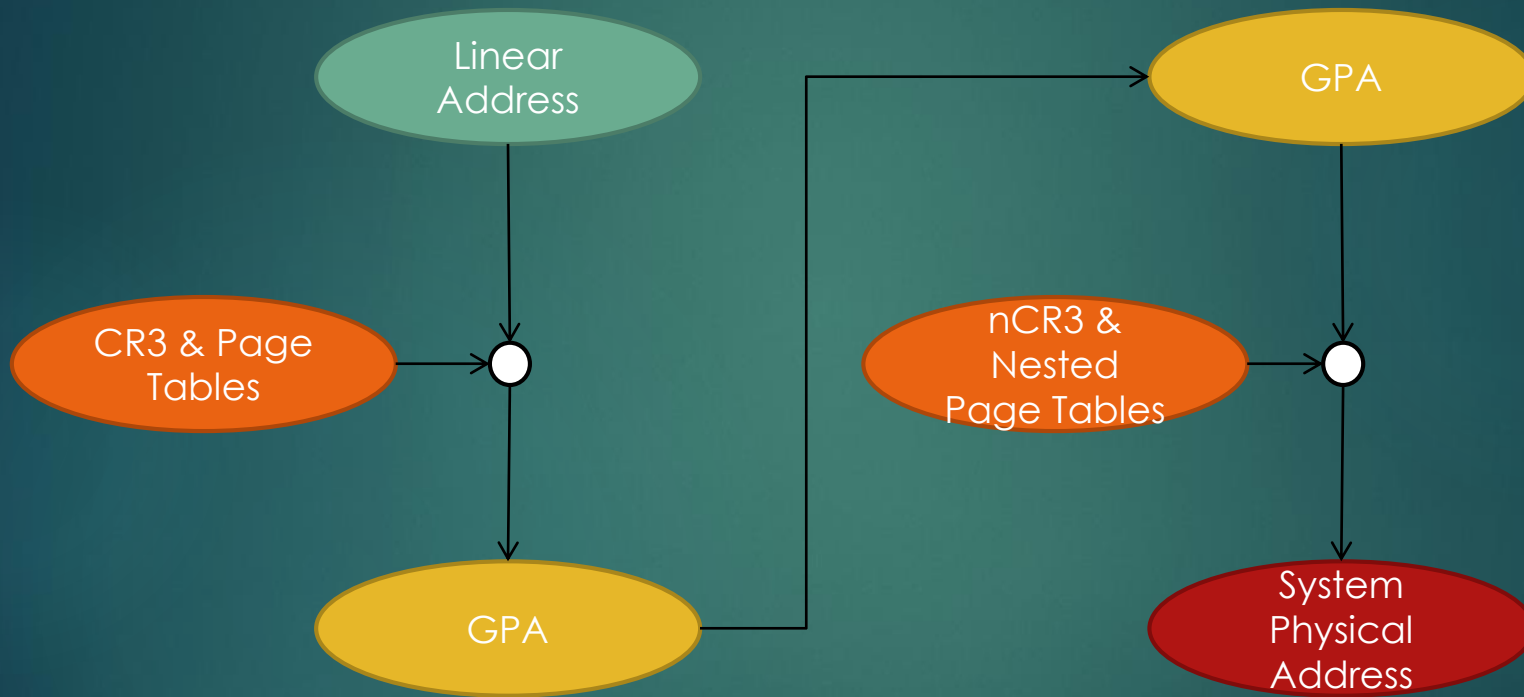 Linear
Address
GPA
CR3 & Page
Tables
nCR3 &
Nested
Page Tables
GPA
System
Physical
Address